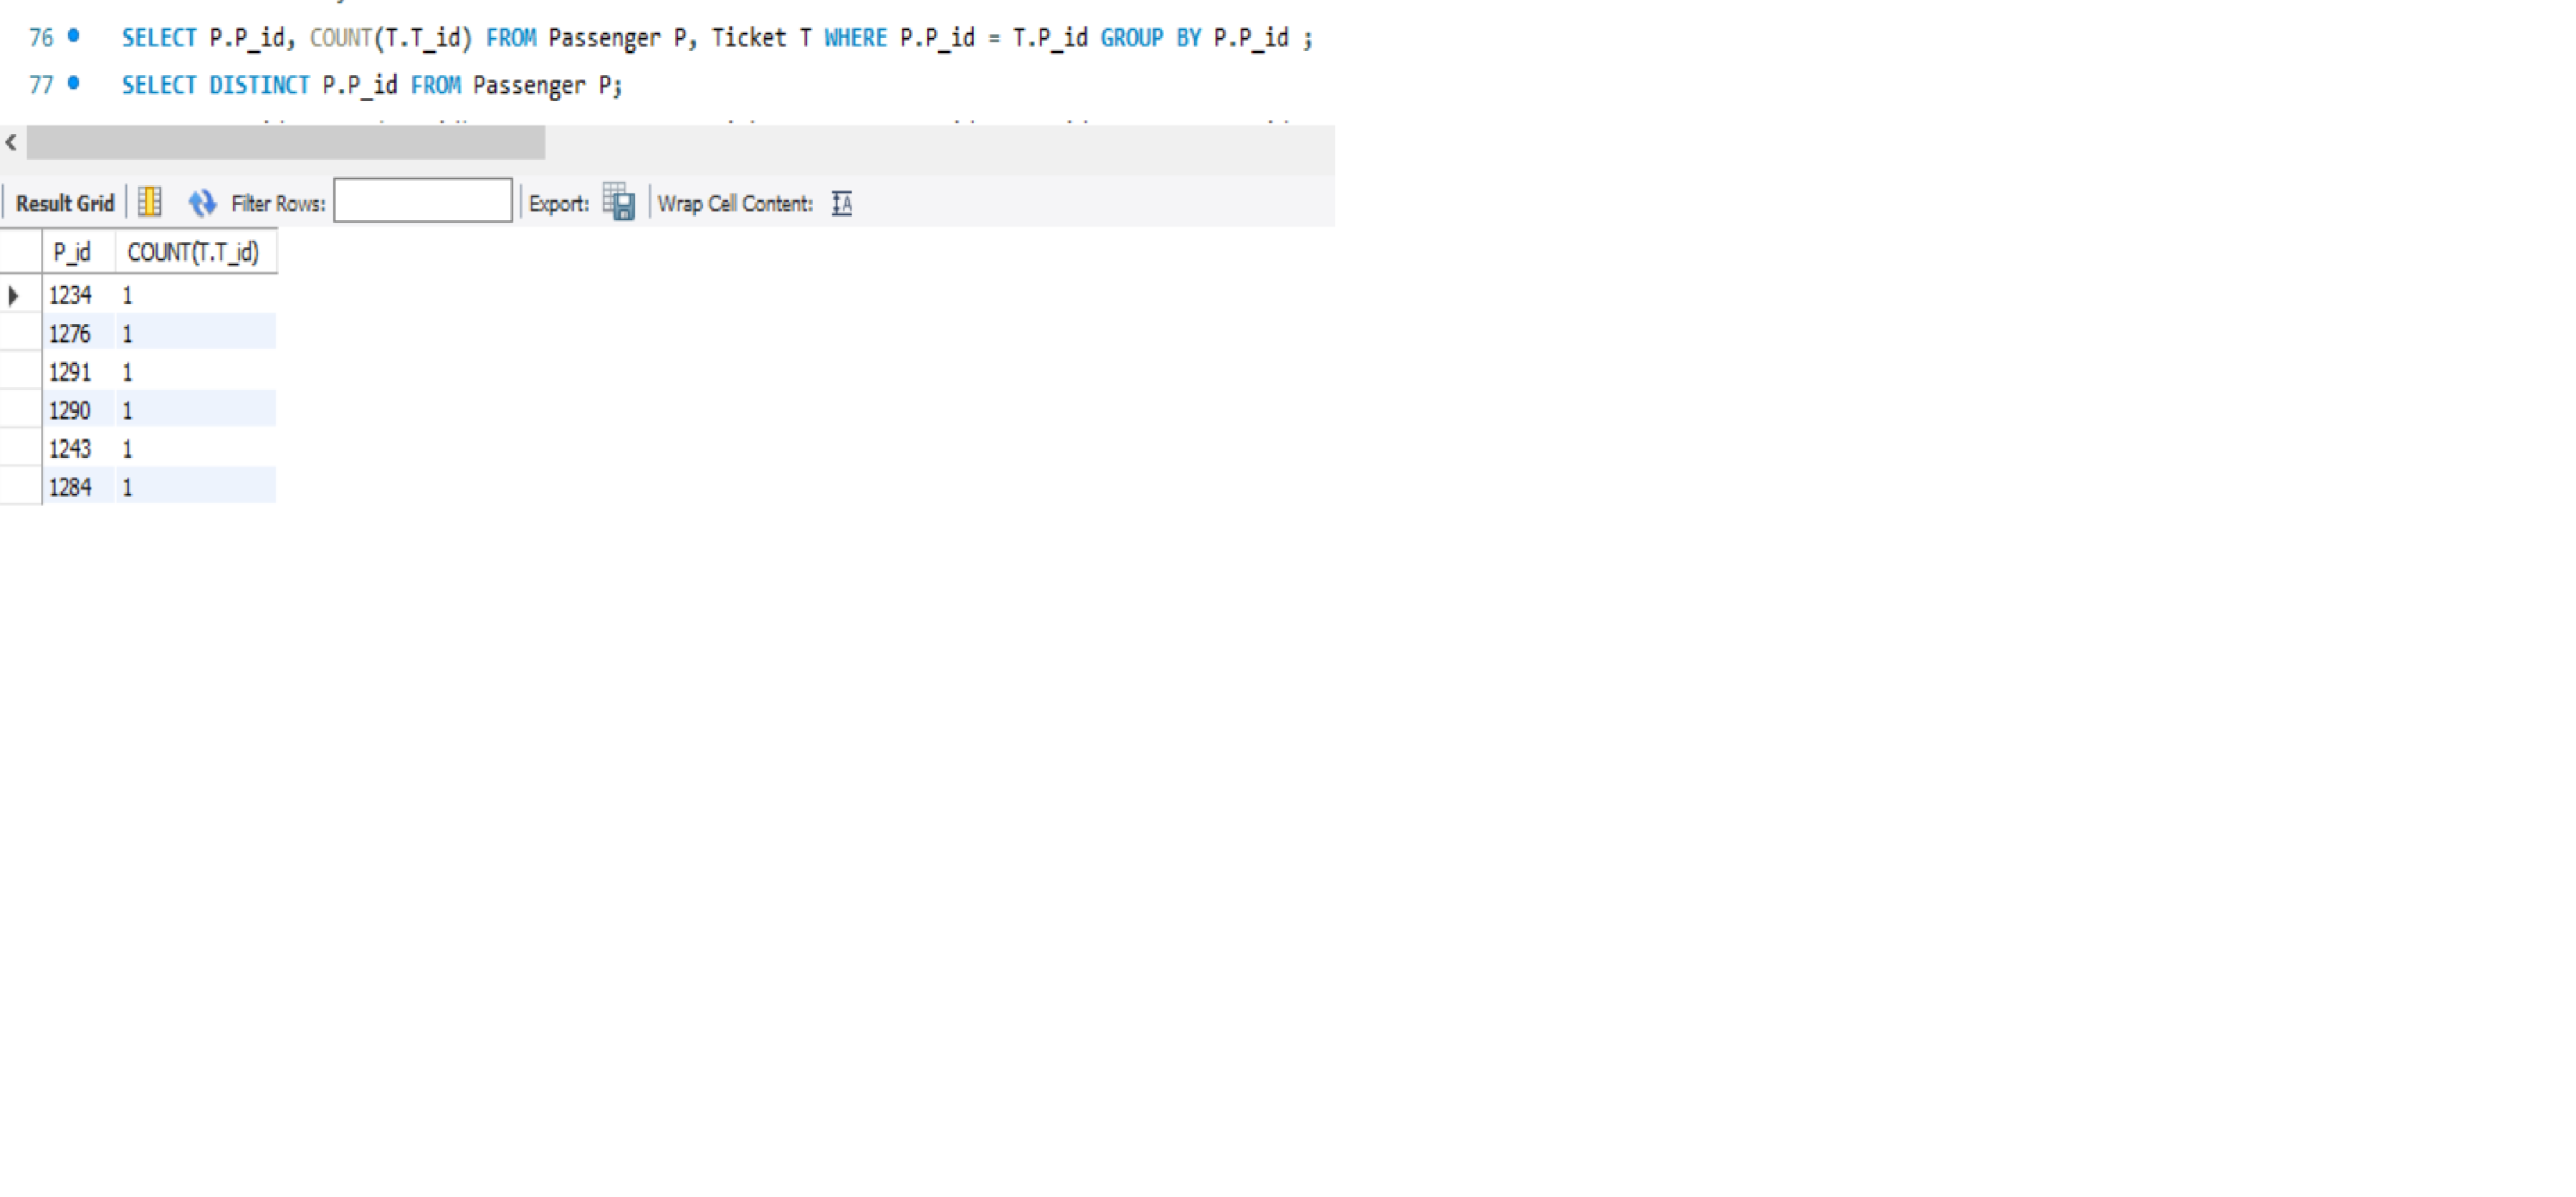 76 SELECT P.P_id, COUNT(T.T_id) FROM Passenger P, Ticket T WHERE P.P_id = T.P_id GROUP BY P.P_id ;
77 SELECT DISTINCT P.P_id FROM Passenger P;
Result Grid Filter Rows: Export: Wrap Cell Content: IA
P_id COUNT(T.T_id)
1234 1
1276 1
1291 1
1290 1
1243 1
1284 1